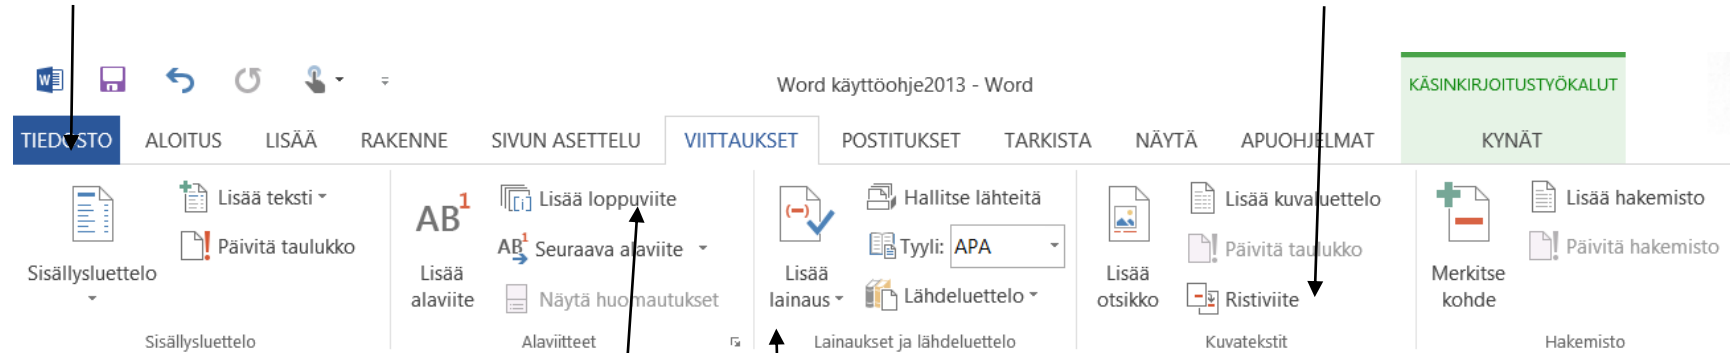 Word käyttöohje2013 - Word
KÄSINKIRJOITUSTYÖKALUT
TIEDOSTO ALOITUS LISÄÄ RAKENNE SIVUN ASETTELU VIITTAUKSET POSTITUKSET TARKISTA NÄYTÄ APUOHJELMAT KYNÄT
Sisällysluettelo
Lisää teksti
Päivitä taulukko
Sisällysluettelo
AB1
Lisää
alaviite
[i] Lisää loppuviite
AB1 Seuraava alaviite
Näytä huomautukset
Alaviitteet
(-)
Lisää
lainaus
Hallitse lähteitä
Tyyli: APA
Lähdeluettelo
Lainaukset ja lähdeluettelo
Lisää
otsikko
Lisää kuvaluettelo
Päivitä taulukko
Ristiviite
Kuvatekstit
Merkitse
kohde
Lisää hakemisto
Päivitä hakemisto
Hakemisto